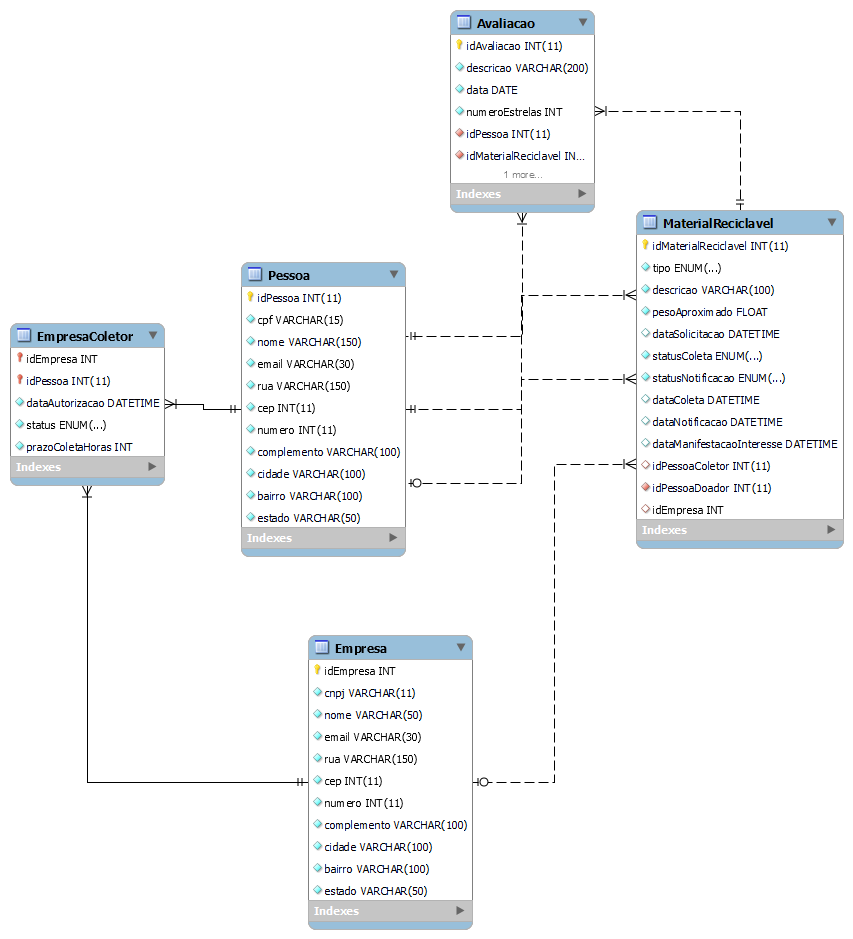 Avaliacao
idAvaliacao INT(11)
descricao VARCHAR(200)
data DATE
numeroEstrelas INT
idPessoa INT(11)
idMaterialReciclavel IN...
1 more...
Indexes
MaterialReciclavel
idMaterialReciclavel INT(11)
tipo ENUM(...)
descricao VARCHAR(100)
pesoAproximado FLOAT
dataSolicitacao DATETIME
statusColeta ENUM(...)
statusNotificacao ENUM(...)
dataColeta DATETIME
dataNotificacao DATETIME
dataManifestacaoInteresse DATETIME
idPessoaColetor INT(11)
idPessoaDoador INT(11)
idEmpresa INT
Indexes
Pessoa
idPessoa INT(11)
cpf VARCHAR(15)
nome VARCHAR(150)
email VARCHAR(30)
rua VARCHAR(150)
cep INT(11)
numero INT(11)
complemento VARCHAR(100)
cidade VARCHAR(100)
bairro VARCHAR(100)
estado VARCHAR(50)
Indexes
EmpresaColetor
idEmpresa INT
idPessoa INT(11)
dataAutorizacao DATETIME
status ENUM(...)
prazoColetaHoras INT
Indexes
Empresa
idEmpresa INT
cnpj VARCHAR(11)
nome VARCHAR(50)
email VARCHAR(30)
rua VARCHAR(150)
cep INT(11)
numero INT(11)
complemento VARCHAR(100)
cidade VARCHAR(100)
bairro VARCHAR(100)
estado VARCHAR(50)
Indexes